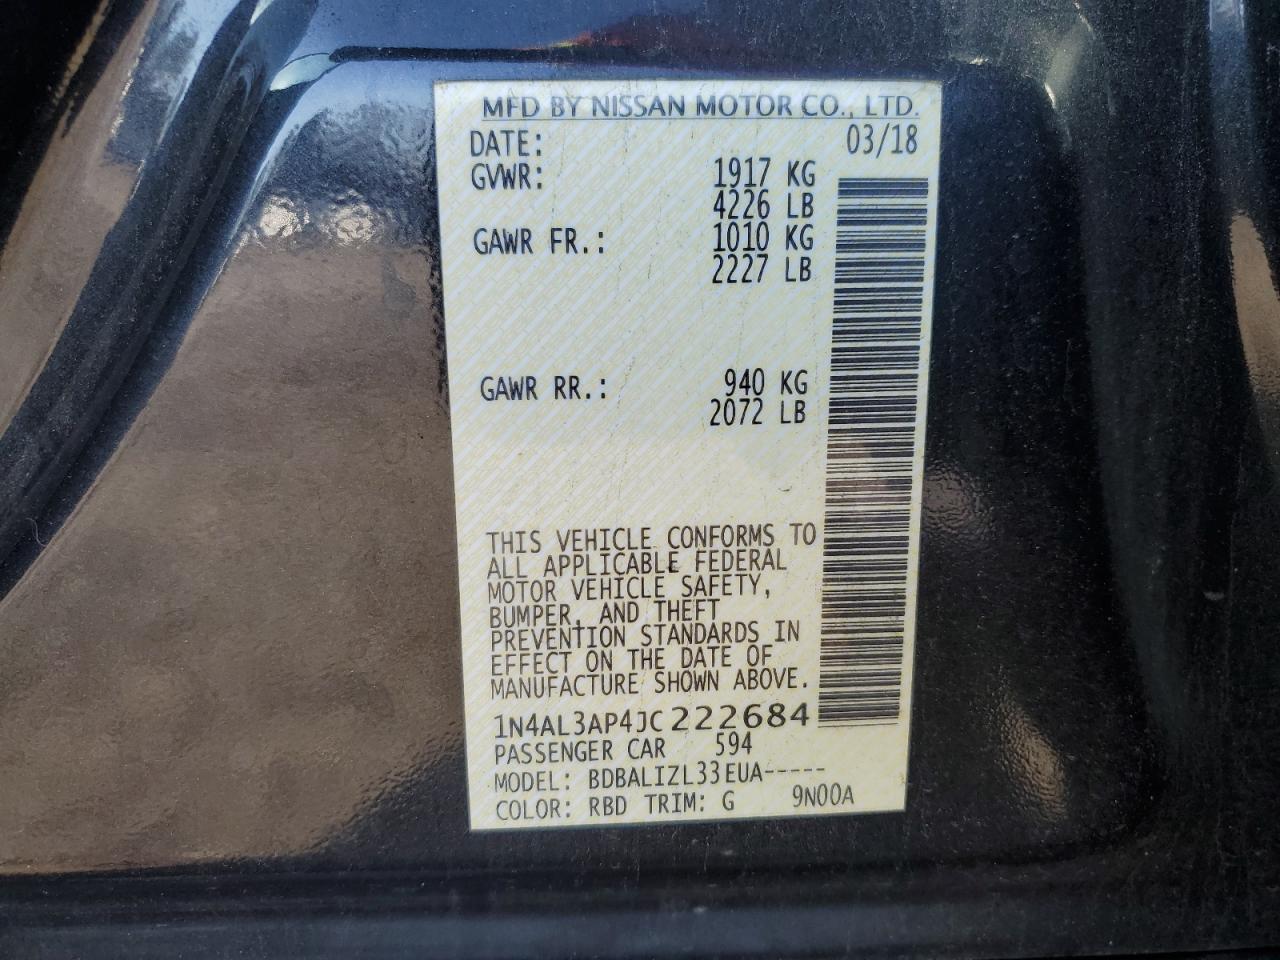 MFD BY NISSAN MOTOR CO., LTD.
DATE: 03/18
GVWR: 1917 KG
4226 LB
GAWR FR.: 1010 KG
2227 LB
GAWR RR.: 940 KG
2072 LB
THIS VEHICLE CONFORMS TO
ALL APPLICABLE FEDERAL
MOTOR VEHICLE SAFETY,
BUMPER, AND THEFT
PREVENTION STANDARDS IN
EFFECT ON THE DATE OF
MANUFACTURE SHOWN ABOVE.
1N4AL3AP4JC222684
PASSENGER CAR 594
MODEL: BDBALIZL33EUA-----
COLOR: RBD TRIM: G 9N00A